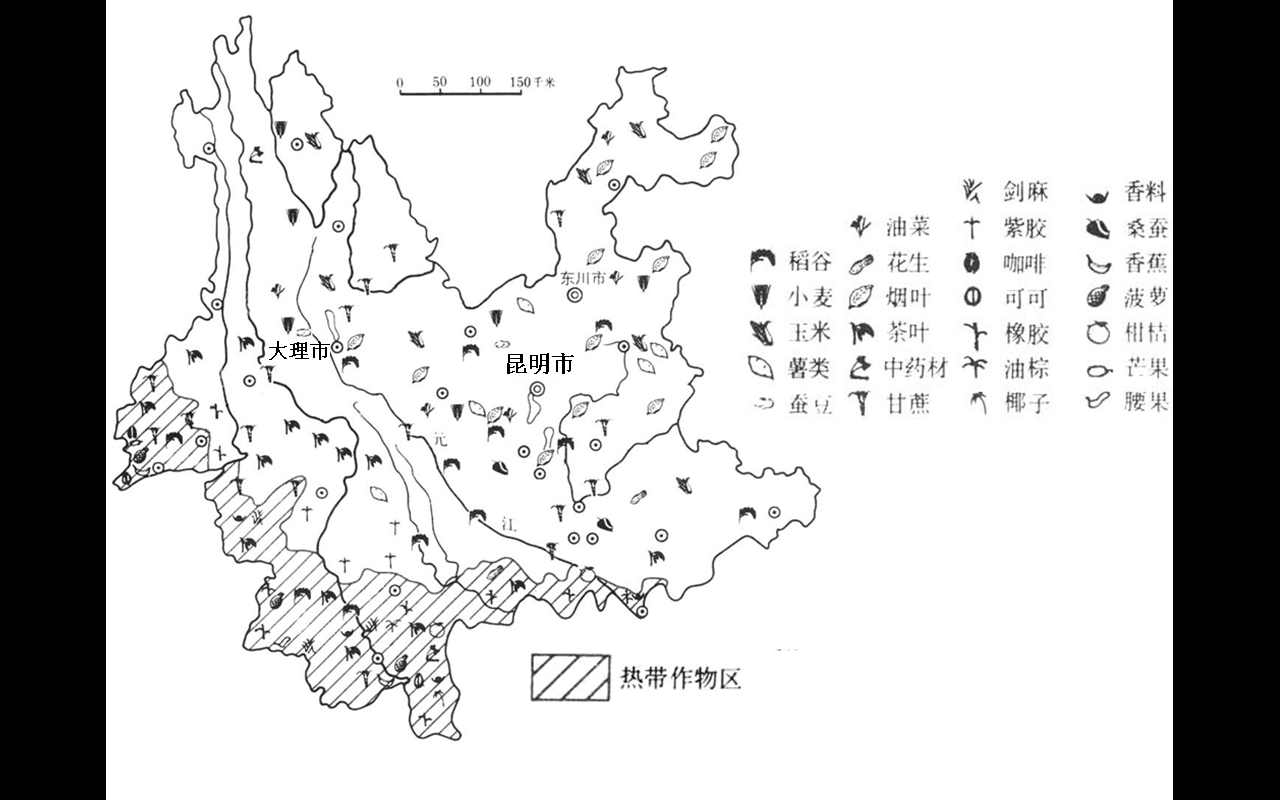 0 50 100 150千米
东川市
大理市
昆明市
元
江
剑麻 香料
油菜 紫胶 桑蚕
稻谷 花生 咖啡 香蕉
小麦 烟叶 可可 菠萝
玉米 茶叶 橡胶 柑桔
薯类 中药材 油棕 芒果
蚕豆 甘蔗 椰子 腰果
热带作物区